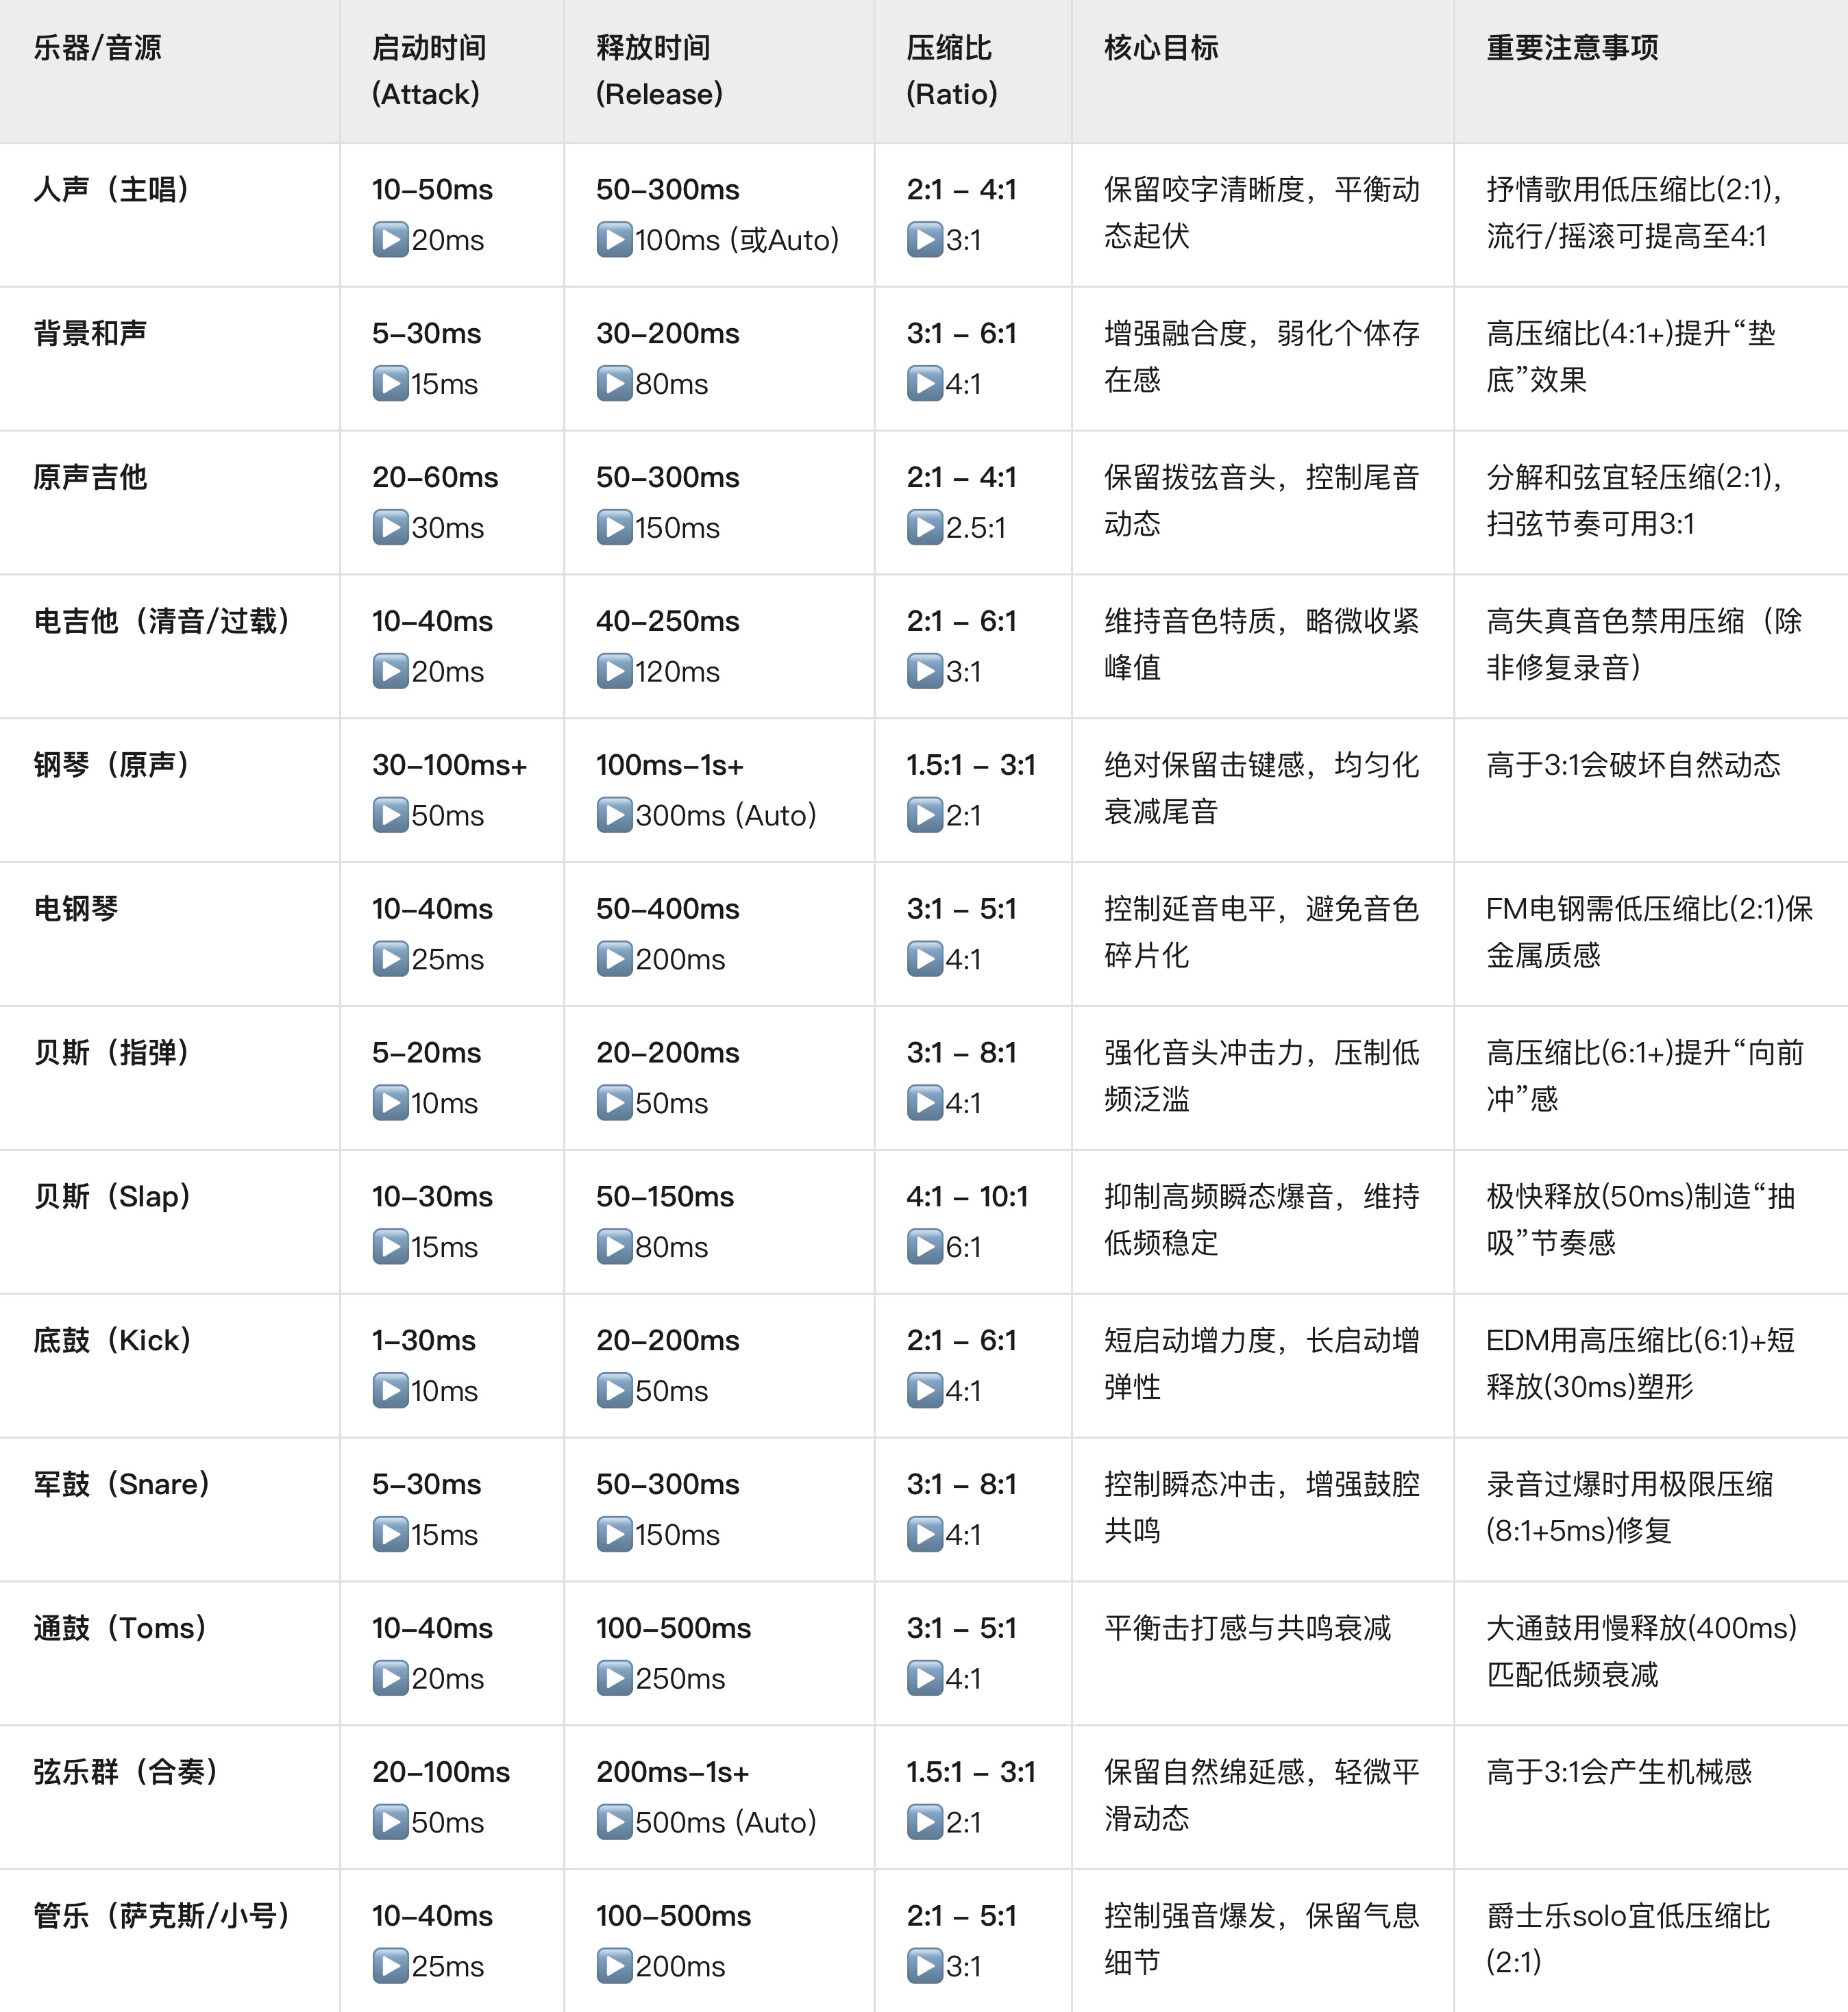 乐器/音源
启动时间
(Attack)
释放时间
(Release)
压缩比
(Ratio)
核心目标
重要注意事项
人声（主唱）
10–50ms
▶️20ms
50–300ms
▶️100ms (或Auto)
2:1 – 4:1
▶️3:1
保留咬字清晰度，平衡动
态起伏
抒情歌用低压缩比(2:1)，
流行/摇滚可提高至4:1
背景和声
5–30ms
▶️15ms
30–200ms
▶️80ms
3:1 – 6:1
▶️4:1
增强融合度，弱化个体存
在感
高压缩比(4:1+)提升“垫
底”效果
原声吉他
20–60ms
▶️30ms
50–300ms
▶️150ms
2:1 – 4:1
▶️2.5:1
保留拨弦音头，控制尾音
动态
分解和弦宜轻压缩(2:1)，
扫弦节奏可用3:1
电吉他（清音/过载）
10–40ms
▶️20ms
40–250ms
▶️120ms
2:1 – 6:1
▶️3:1
维持音色特质，略微收紧
峰值
高失真音色禁用压缩（除
非修复录音）
钢琴（原声）
30–100ms+
▶️50ms
100ms–1s+
▶️300ms (Auto)
1.5:1 – 3:1
▶️2:1
绝对保留击键感，均匀化
衰减尾音
高于3:1会破坏自然动态
电钢琴
10–40ms
▶️25ms
50–400ms
▶️200ms
3:1 – 5:1
▶️4:1
控制延音电平，避免音色
碎片化
FM电钢需低压缩比(2:1)保
金属质感
贝斯（指弹）
5–20ms
▶️10ms
20–200ms
▶️50ms
3:1 – 8:1
▶️4:1
强化音头冲击力，压制低
频泛滥
高压缩比(6:1+)提升“向前
冲”感
贝斯（Slap）
10–30ms
▶️15ms
50–150ms
▶️80ms
4:1 – 10:1
▶️6:1
抑制高频瞬态爆音，维持
低频稳定
极快释放(50ms)制造“抽
吸”节奏感
底鼓（Kick）
1–30ms
▶️10ms
20–200ms
▶️50ms
2:1 – 6:1
▶️4:1
短启动增力度，长启动增
弹性
EDM用高压缩比(6:1)+短
释放(30ms)塑形
军鼓（Snare）
5–30ms
▶️15ms
50–300ms
▶️150ms
3:1 – 8:1
▶️4:1
控制瞬态冲击，增强鼓腔
共鸣
录音过爆时用极限压缩
(8:1+5ms)修复
通鼓（Toms）
10–40ms
▶️20ms
100–500ms
▶️250ms
3:1 – 5:1
▶️4:1
平衡击打感与共鸣衰减
大通鼓用慢释放(400ms)
匹配低频衰减
弦乐群（合奏）
20–100ms
▶️50ms
200ms–1s+
▶️500ms (Auto)
1.5:1 – 3:1
▶️2:1
保留自然绵延感，轻微平
滑动态
高于3:1会产生机械感
管乐（萨克斯/小号）
10–40ms
▶️25ms
100–500ms
▶️200ms
2:1 – 5:1
▶️3:1
控制强音爆发，保留气息
细节
爵士乐solo宜低压缩比
(2:1)